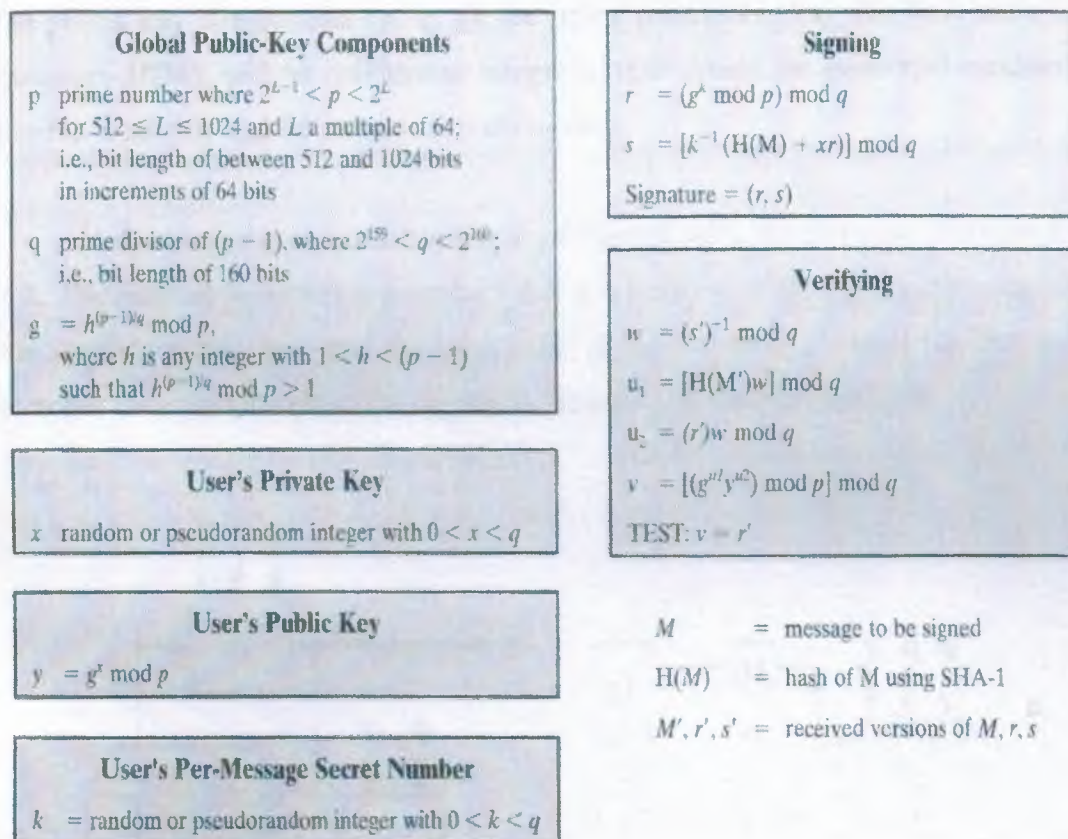 Global Public-Key Components
p prime number where 2^{L−1} < p < 2^L
for 512 ≤ L ≤ 1024 and L a multiple of 64;
i.e., bit length of between 512 and 1024 bits
in increments of 64 bits
q prime divisor of (p − 1), where 2^{159} < q < 2^{160};
i.e., bit length of 160 bits
g = h^{(p−1)/q} mod p,
where h is any integer with 1 < h < (p − 1)
such that h^{(p−1)/q} mod p > 1
User's Private Key
x random or pseudorandom integer with 0 < x < q
User's Public Key
y = g^x mod p
User's Per-Message Secret Number
k = random or pseudorandom integer with 0 < k < q
Signing
r = (g^k mod p) mod q
s = [k^{−1} (H(M) + xr)] mod q
Signature = (r, s)
Verifying
w = (s')^{−1} mod q
u₁ = [H(M')w] mod q
u₂ = (r')w mod q
v = [(g^{u1} y^{u2}) mod p] mod q
TEST: v = r'
M = message to be signed
H(M) = hash of M using SHA-1
M', r', s' = received versions of M, r, s